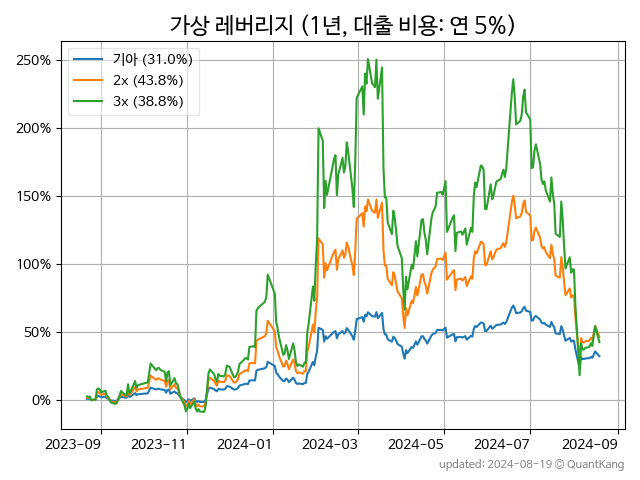 가상 레버리지 (1년, 대출 비용: 연 5%)
기아 (31.0%)
2x (43.8%)
3x (38.8%)
250%
200%
150%
100%
50%
0%
2023-09 2023-11 2024-01 2024-03 2024-05 2024-07 2024-09
updated: 2024-08-19 © QuantKang